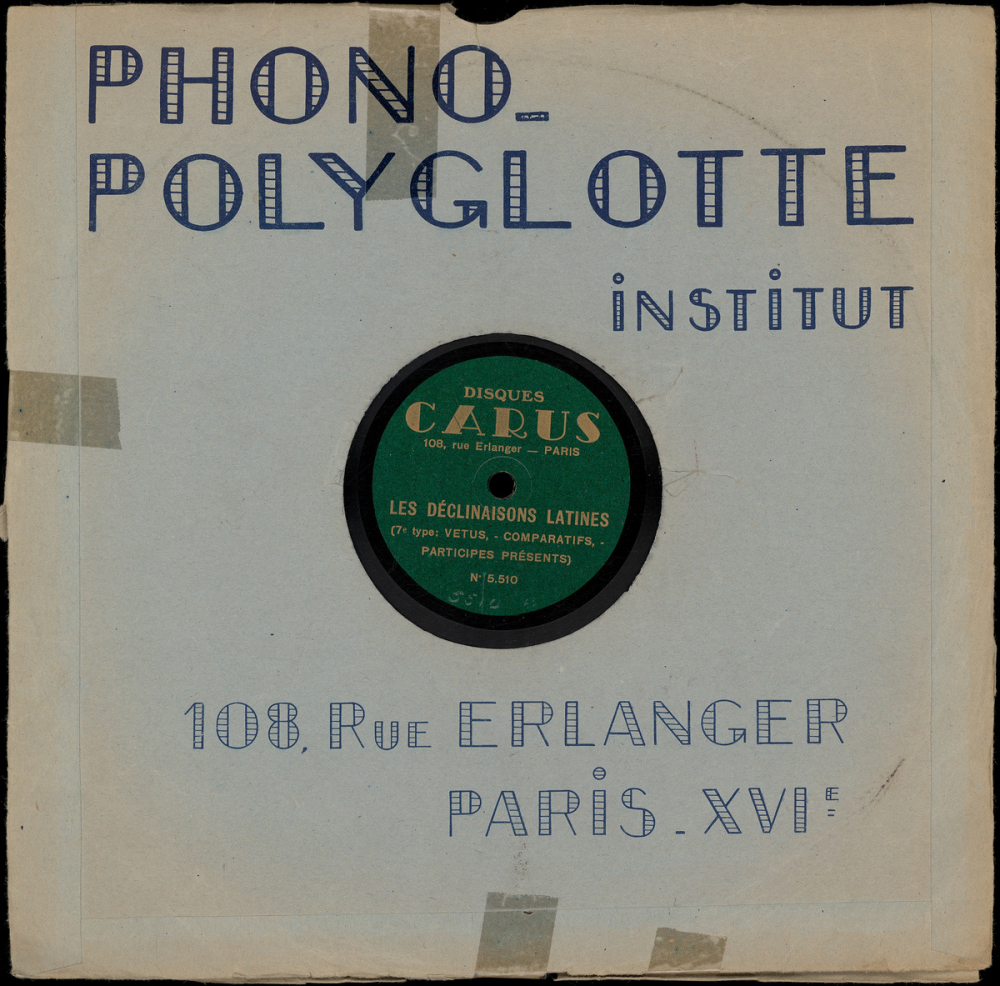 PHONO_
POLYGLOTTE
iNSTiTUT
DISQUES
CARUS
108, rue Erlanger — PARIS
LES DÉCLINAISONS LATINES
(7e type: VETUS, - COMPARATIFS, -
PARTICIPES PRÉSENTS)
N° 5.510
108, RUE ERLANGER
PARiS_XVIE